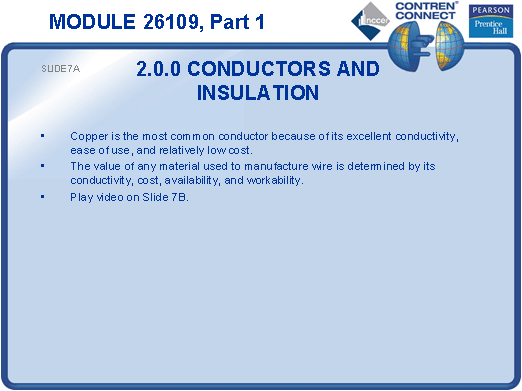 MODULE 26109, Part 1
nccer
CONTREN®
CONNECT
PEARSON
Prentice
Hall
SLIDE 7A
2.0.0 CONDUCTORS AND
INSULATION
• Copper is the most common conductor because of its excellent conductivity,
ease of use, and relatively low cost.
• The value of any material used to manufacture wire is determined by its
conductivity, cost, availability, and workability.
• Play video on Slide 7B.